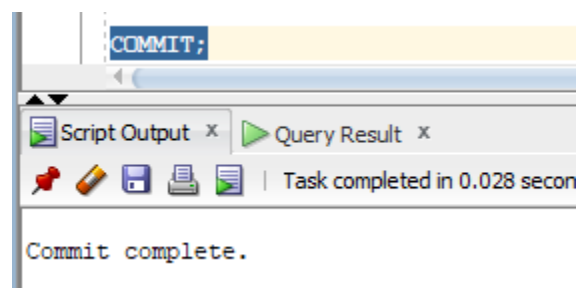 COMMIT;
Script Output x Query Result x
Task completed in 0.028 secon
Commit complete.